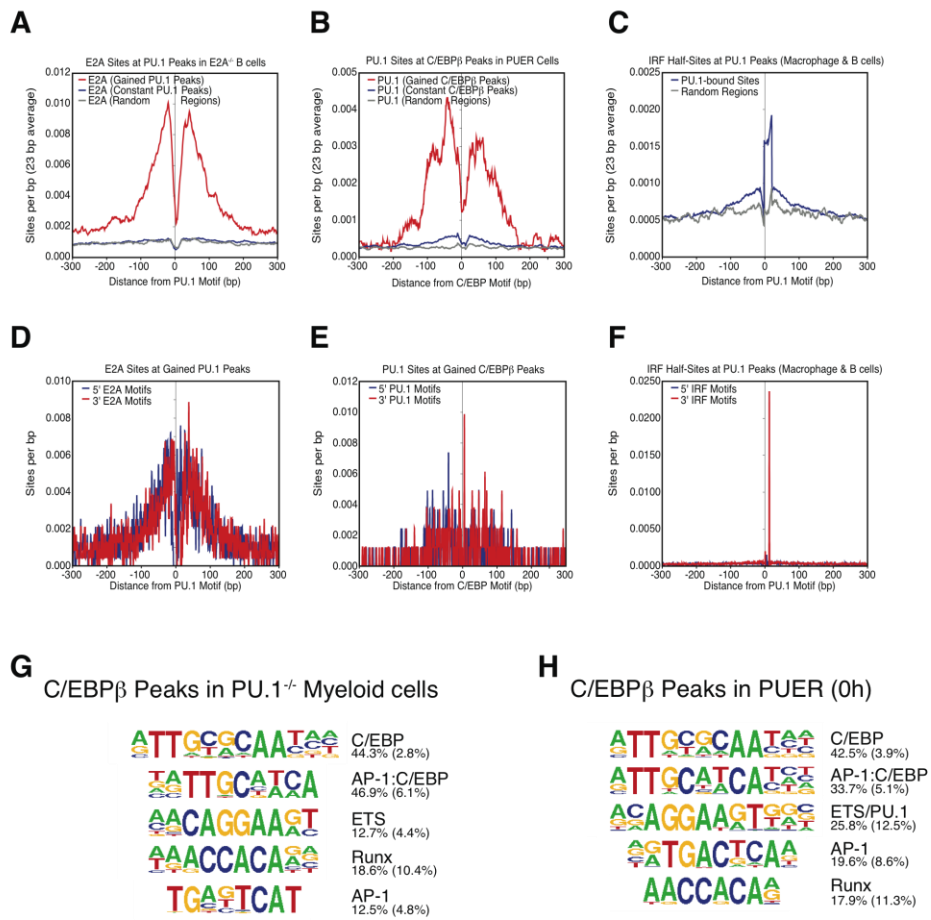 A
E2A Sites at PU.1 Peaks in E2A-/- B cells
E2A (Gained PU.1 Peaks)
E2A (Constant PU.1 Peaks)
E2A (Random Regions)
Sites per bp (23 bp average)
0.012
0.010
0.008
0.006
0.004
0.002
0.000
-300 -200 -100 0 100 200 300
Distance from PU.1 Motif (bp)
B
PU.1 Sites at C/EBPβ Peaks in PUER Cells
PU.1 (Gained C/EBPβ Peaks)
PU.1 (Constant C/EBPβ Peaks)
PU.1 (Random Regions)
Sites per bp (23 bp average)
0.005
0.004
0.003
0.002
0.001
0.000
-300 -200 -100 0 100 200 300
Distance from C/EBP Motif (bp)
C
IRF Half-Sites at PU.1 Peaks (Macrophage & B cells)
PU.1-bound Sites
Random Regions
Sites per bp (23 bp average)
0.0025
0.0020
0.0015
0.0010
0.0005
0.0000
-300 -200 -100 0 100 200 300
Distance from PU.1 Motif (bp)
D
E2A Sites at Gained PU.1 Peaks
5' E2A Motifs
3' E2A Motifs
Sites per bp
0.010
0.008
0.006
0.004
0.002
0.000
-300 -200 -100 0 100 200 300
Distance from PU.1 Motif (bp)
E
PU.1 Sites at Gained C/EBPβ Peaks
5' PU.1 Motifs
3' PU.1 Motifs
Sites per bp
0.012
0.010
0.008
0.006
0.004
0.002
0.000
-300 -200 -100 0 100 200 300
Distance from C/EBP Motif (bp)
F
IRF Half-Sites at PU.1 Peaks (Macrophage & B cells)
5' IRF Motifs
3' IRF Motifs
Sites per bp
0.0250
0.0200
0.0150
0.0100
0.0050
0.0000
-300 -200 -100 0 100 200 300
Distance from PU.1 Motif (bp)
G
C/EBPβ Peaks in PU.1-/- Myeloid cells
ATTGCGCAATAA
C/EBP
44.3% (2.8%)
TATTGCATCA
AP-1:C/EBP
46.9% (6.1%)
AACAGGAAGT
ETS
12.7% (4.4%)
AAACCACAGA
Runx
18.6% (10.4%)
TGAGTCAT
AP-1
12.5% (4.8%)
H
C/EBPβ Peaks in PUER (0h)
ATTGCGCAATAT
C/EBP
42.5% (3.9%)
ATTGCATCATCT
AP-1:C/EBP
33.7% (5.1%)
ACAGGAAGTGGC
ETS/PU.1
25.8% (12.5%)
GGTGACTCAA
AP-1
19.6% (8.6%)
AACCACAG
Runx
17.9% (11.3%)